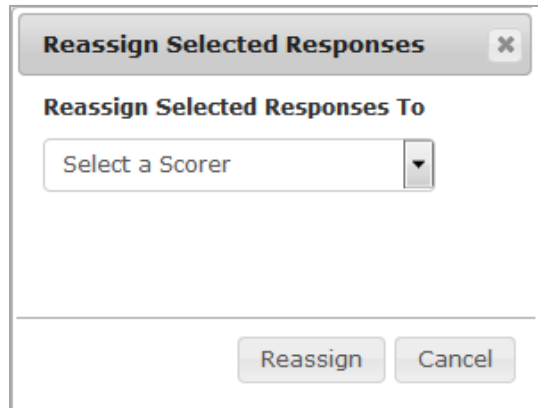 Reassign Selected Responses
Reassign Selected Responses To
Select a Scorer
Reassign Cancel